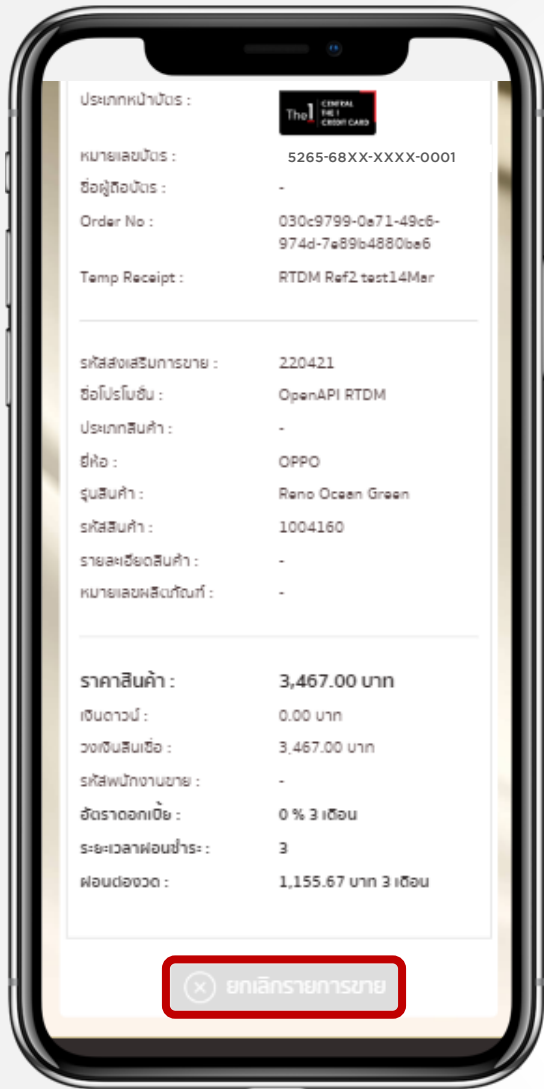 ประเภทหน้าบัตร :
The1 CENTRAL
THE 1
CREDIT CARD
หมายเลขบัตร : 5265-68XX-XXXX-0001
ชื่อผู้ถือบัตร : -
Order No : 030c9799-0a71-49c6-
974d-7e89b4880ba6
Temp Receipt : RTDM Ref2 test14Mar
รหัสส่งเสริมการขาย : 220421
ชื่อโปรโมชั่น : OpenAPI RTDM
ประเภทสินค้า : -
ยี่ห้อ : OPPO
รุ่นสินค้า : Reno Ocean Green
รหัสสินค้า : 1004160
รายละเอียดสินค้า : -
หมายเลขผลิตภัณฑ์ : -
ราคาสินค้า : 3,467.00 บาท
เงินดาวน์ : 0.00 บาท
วงเงินสินเชื่อ : 3,467.00 บาท
รหัสพนักงานขาย : -
อัตราดอกเบี้ย : 0 % 3 เดือน
ระยะเวลาผ่อนชำระ : 3
ผ่อนต่องวด : 1,155.67 บาท 3 เดือน
ยกเลิกรายการขาย